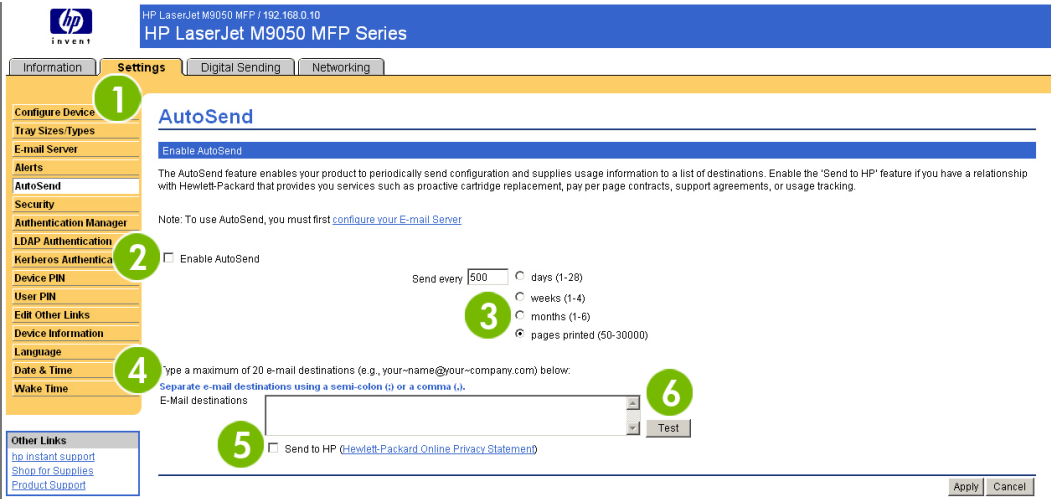 hp
invent
HP LaserJet M9050 MFP / 192.168.0.10
HP LaserJet M9050 MFP Series
Information
Settings
Digital Sending
Networking
1
Configure Device
Tray Sizes/Types
E-mail Server
Alerts
AutoSend
Security
Authentication Manager
LDAP Authentication
Kerberos Authentica
Device PIN
User PIN
Edit Other Links
Device Information
Language
Date & Time
Wake Time
Other Links
hp instant support
Shop for Supplies
Product Support
AutoSend
Enable AutoSend
The AutoSend feature enables your product to periodically send configuration and supplies usage information to a list of destinations. Enable the 'Send to HP' feature if you have a relationship
with Hewlett-Packard that provides you services such as proactive cartridge replacement, pay per page contracts, support agreements, or usage tracking.
Note: To use AutoSend, you must first configure your E-mail Server
2
Enable AutoSend
Send every 500
days (1-28)
weeks (1-4)
3
months (1-6)
pages printed (50-30000)
4
Type a maximum of 20 e-mail destinations (e.g., your~name@your~company.com) below:
Separate e-mail destinations using a semi-colon (;) or a comma (,).
E-Mail destinations
6
Test
5
Send to HP (Hewlett-Packard Online Privacy Statement)
Apply
Cancel